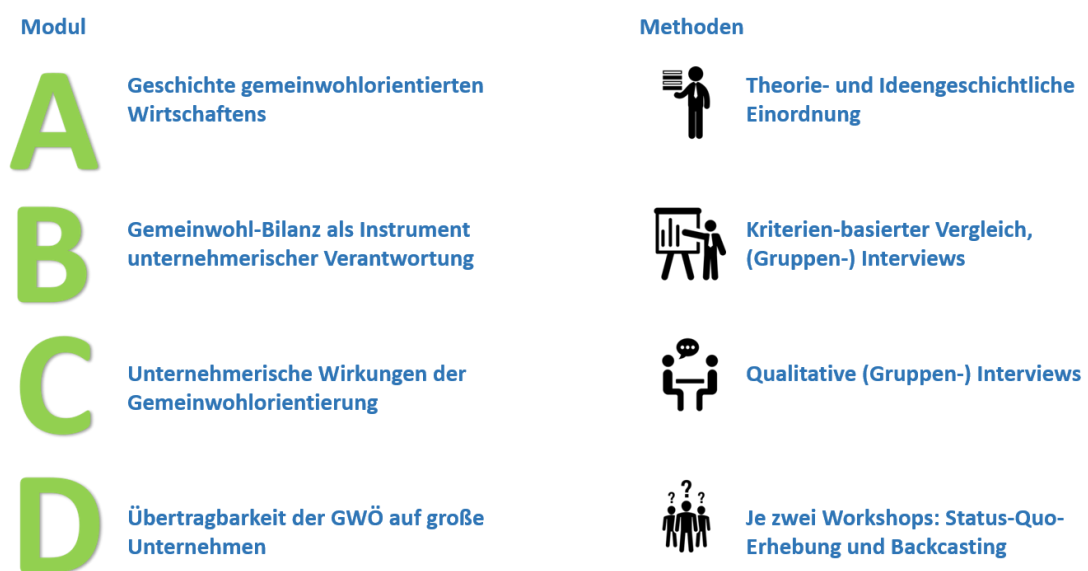 Modul
Methoden
A
Geschichte gemeinwohlorientierten
Wirtschaftens
Theorie- und Ideengeschichtliche
Einordnung
B
Gemeinwohl-Bilanz als Instrument
unternehmerischer Verantwortung
Kriterien-basierter Vergleich,
(Gruppen-) Interviews
C
Unternehmerische Wirkungen der
Gemeinwohlorientierung
Qualitative (Gruppen-) Interviews
D
Übertragbarkeit der GWÖ auf große
Unternehmen
? ? ?
Je zwei Workshops: Status-Quo-
Erhebung und Backcasting